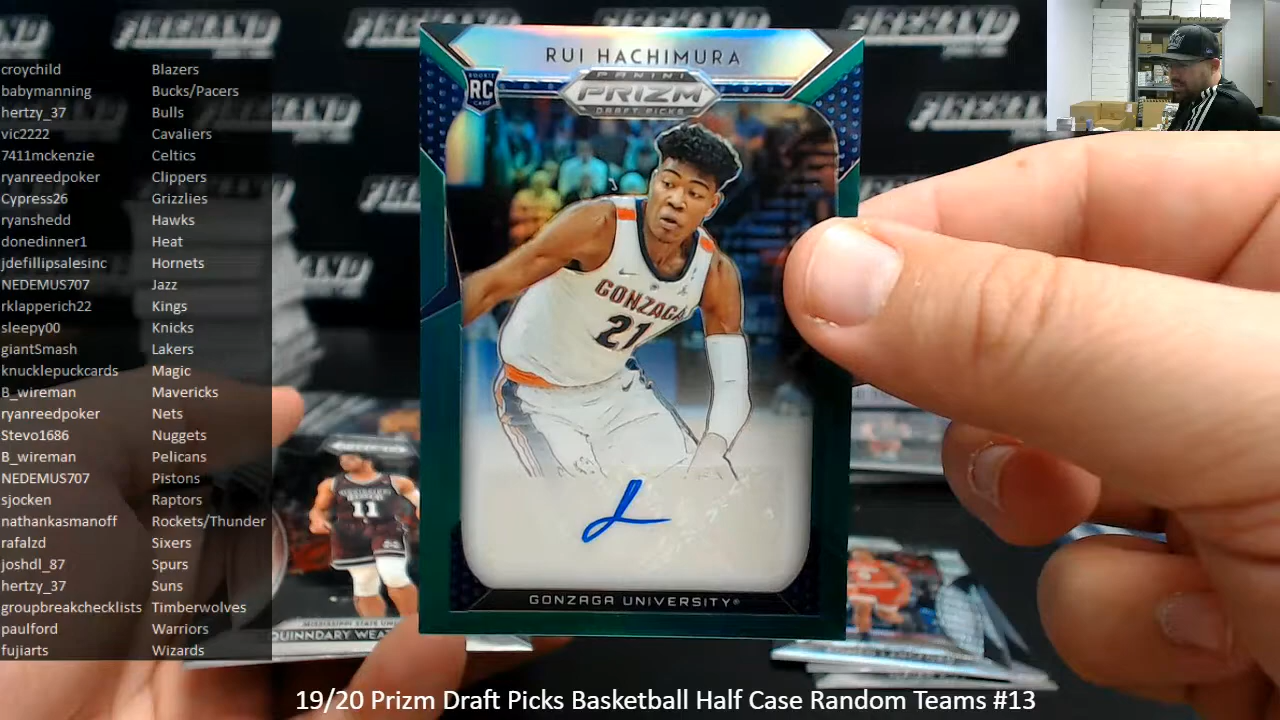 croychild Blazers
babymanning Bucks/Pacers
hertzy_37 Bulls
vic2222 Cavaliers
7411mckenzie Celtics
ryanreedpoker Clippers
Cypress26 Grizzlies
ryanshedd Hawks
donedinner1 Heat
jdefillipsalesinc Hornets
NEDEMUS707 Jazz
rklapperich22 Kings
sleepy00 Knicks
giantSmash Lakers
knucklepuckcards Magic
B_wireman Mavericks
ryanreedpoker Nets
Stevo1686 Nuggets
B_wireman Pelicans
NEDEMUS707 Pistons
sjocken Raptors
nathankasmanoff Rockets/Thunder
rafalzd Sixers
joshdl_87 Spurs
hertzy_37 Suns
groupbreakchecklists Timberwolves
paulford Warriors
fujiarts Wizards
RUI HACHIMURA
ROOKIE
RC
CARD
PANINI
PRIZM
DRAFT PICKS
GONZAGA
21
GONZAGA UNIVERSITY®
FIREHAND
11
19/20 Prizm Draft Picks Basketball Half Case Random Teams #13